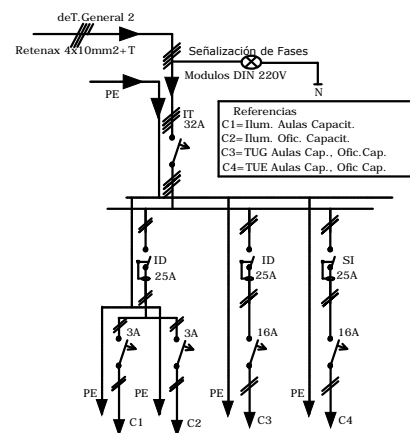 deT.General 2
Retenax 4x10mm2+T
Señalización de Fases
Modulos DIN 220V
N
PE
IT
32A
Referencias
C1=Ilum. Aulas Capacit.
C2=Ilum. Ofic. Capacit.
C3=TUG Aulas Cap., Ofic.Cap.
C4=TUE Aulas Cap., Ofic Cap.
ID
25A
ID
25A
SI
25A
3A
3A
16A
16A
PE
PE
PE
PE
C1
C2
C3
C4